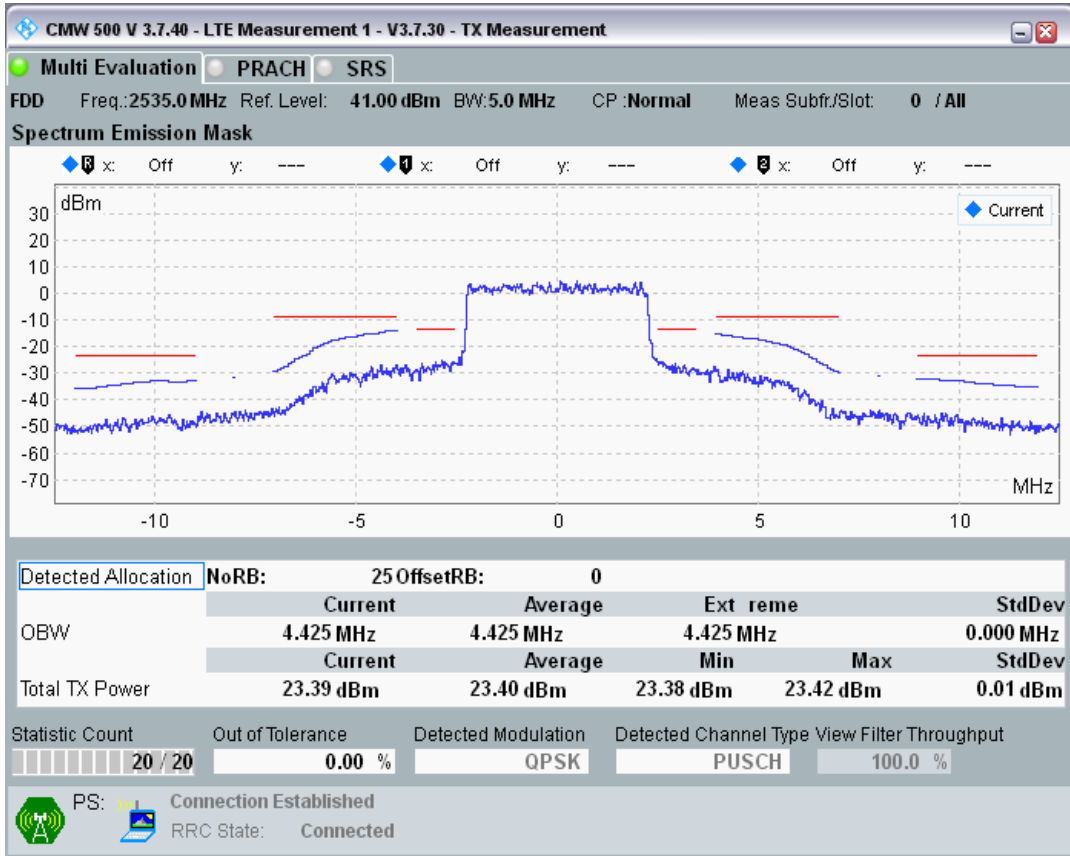 CMW 500 V 3.7.40 - LTE Measurement 1 - V3.7.30 - TX Measurement
Multi Evaluation PRACH SRS
FDD Freq.:2535.0 MHz Ref. Level: 41.00 dBm BW:5.0 MHz CP :Normal Meas Subfr./Slot: 0 / All
Spectrum Emission Mask
R x: Off y: --- 1 x: Off y: --- 2 x: Off y: ---
dBm
Current
30
20
10
0
-10
-20
-30
-40
-50
-60
-70
MHz
-10 -5 0 5 10
Detected Allocation NoRB: 25 OffsetRB: 0
Current Average Ext reme StdDev
OBW 4.425 MHz 4.425 MHz 4.425 MHz 0.000 MHz
Current Average Min Max StdDev
Total TX Power 23.39 dBm 23.40 dBm 23.38 dBm 23.42 dBm 0.01 dBm
Statistic Count Out of Tolerance Detected Modulation Detected Channel Type View Filter Throughput
20 / 20 0.00 % QPSK PUSCH 100.0 %
PS: Connection Established
RRC State: Connected